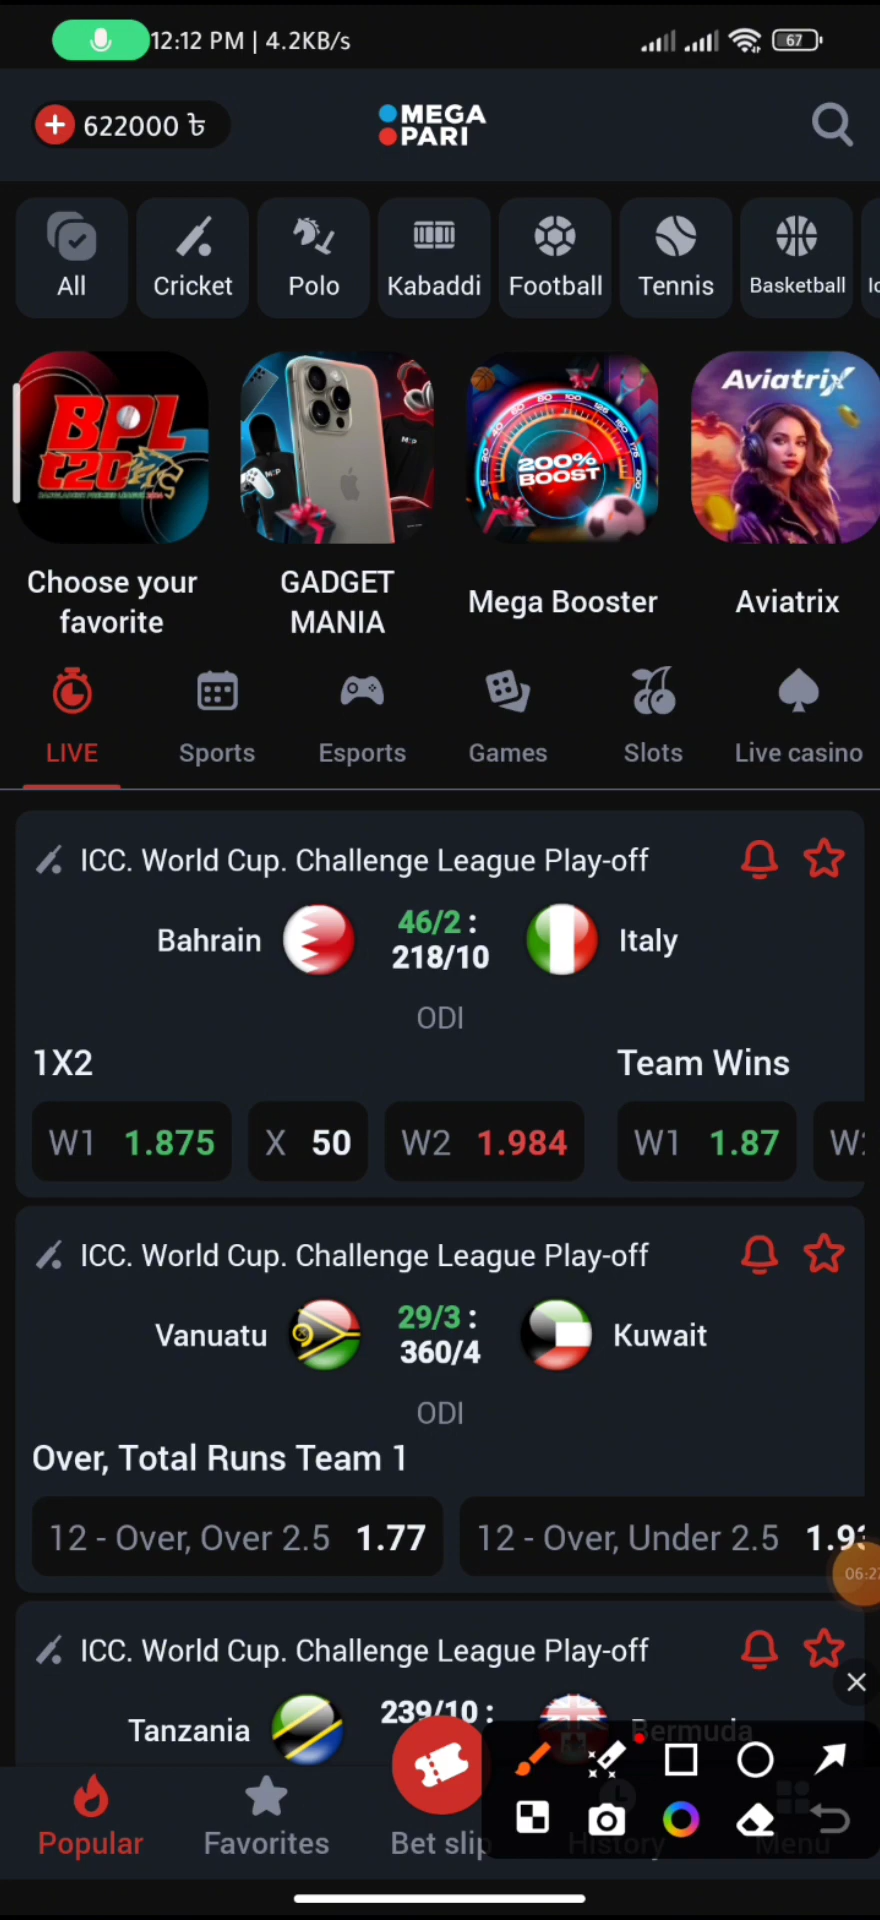 12:12 PM | 4.2KB/s
67
622000 ৳
MEGA
PARI
All
Cricket
Polo
Kabaddi
Football
Tennis
Basketball
BPL
t20
200%
BOOST
Aviatrix
Choose your
favorite
GADGET
MANIA
Mega Booster
Aviatrix
LIVE
Sports
Esports
Games
Slots
Live casino
ICC. World Cup. Challenge League Play-off
Bahrain
46/2 :
218/10
Italy
ODI
1X2
Team Wins
W1 1.875
X 50
W2 1.984
W1 1.87
ICC. World Cup. Challenge League Play-off
Vanuatu
29/3 :
360/4
Kuwait
ODI
Over, Total Runs Team 1
12 - Over, Over 2.5 1.77
12 - Over, Under 2.5
ICC. World Cup. Challenge League Play-off
Tanzania
239/10 :
Bermuda
Popular
Favorites
Bet slip
History
Menu